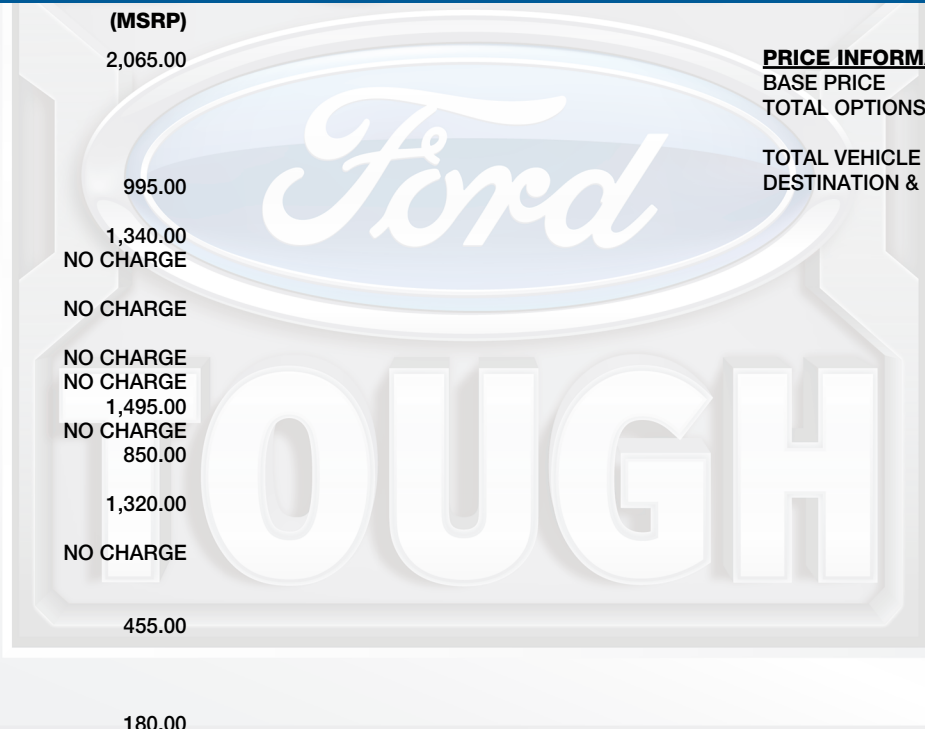 (MSRP)
2,065.00
995.00
1,340.00
NO CHARGE
NO CHARGE
NO CHARGE
NO CHARGE
1,495.00
NO CHARGE
850.00
1,320.00
NO CHARGE
455.00
180.00
PRICE INFORMA
BASE PRICE
TOTAL OPTIONS
TOTAL VEHICLE
DESTINATION &
Ford
TOUGH